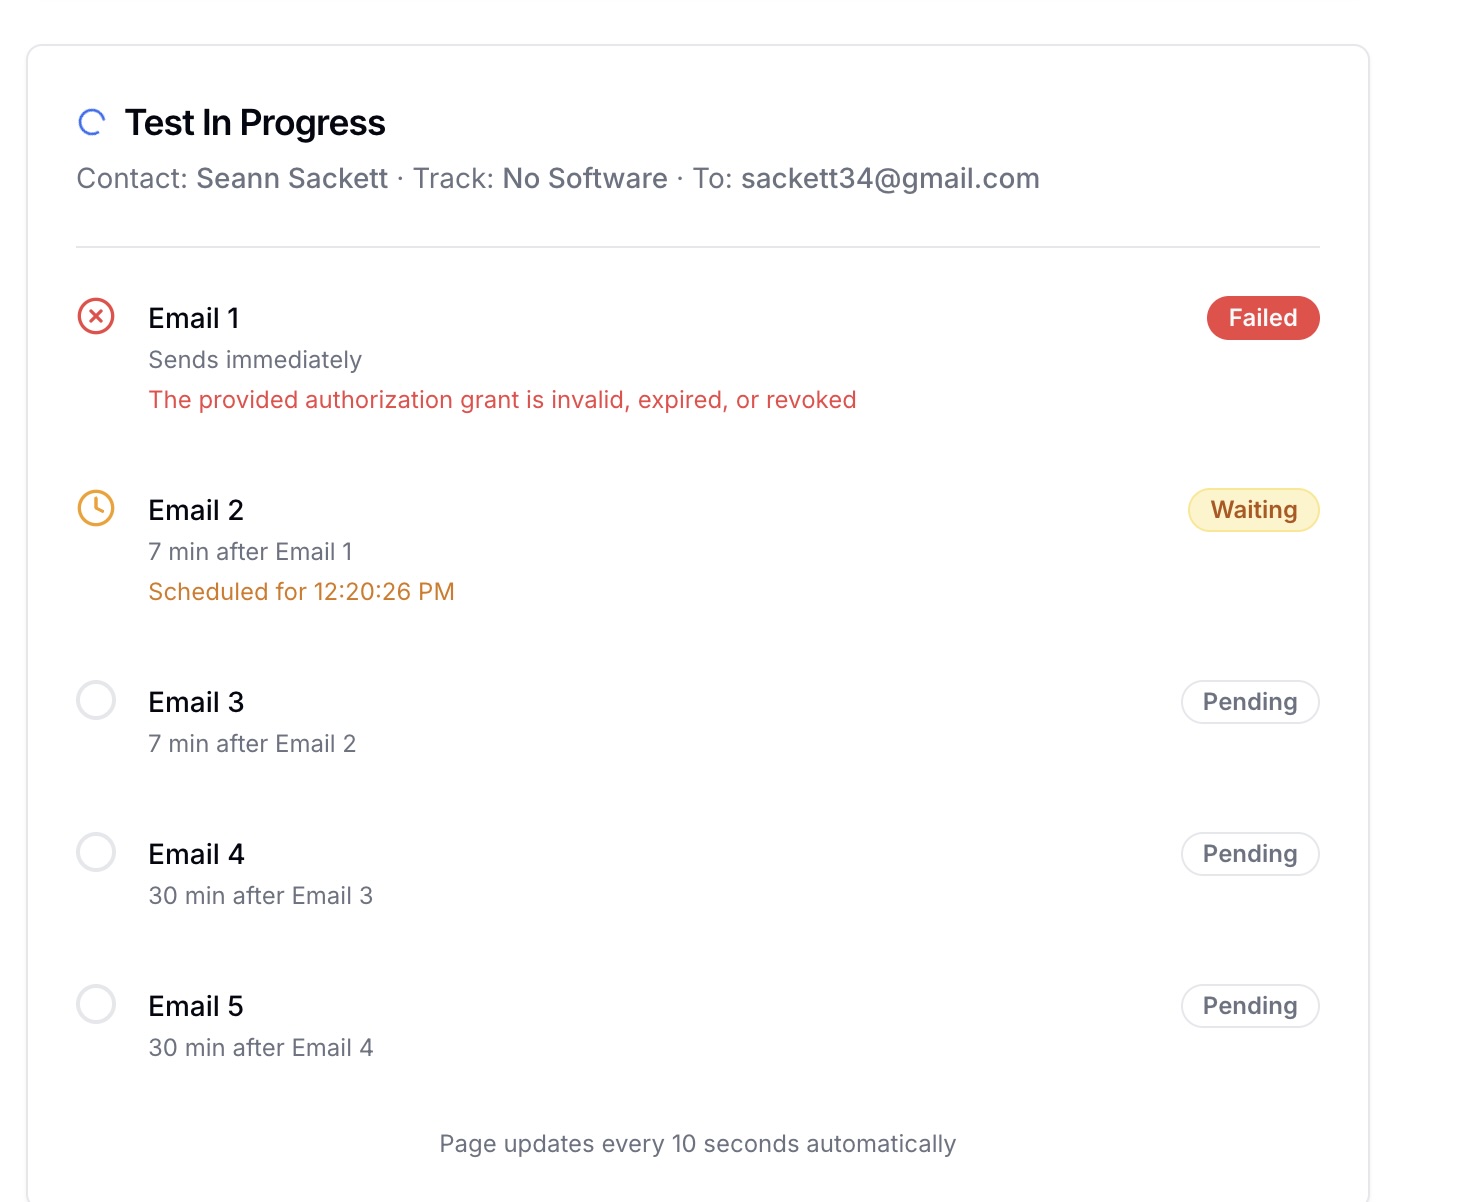 Test In Progress
Contact: Seann Sackett · Track: No Software · To: sackett34@gmail.com
Email 1
Failed
Sends immediately
The provided authorization grant is invalid, expired, or revoked
Email 2
Waiting
7 min after Email 1
Scheduled for 12:20:26 PM
Email 3
Pending
7 min after Email 2
Email 4
Pending
30 min after Email 3
Email 5
Pending
30 min after Email 4
Page updates every 10 seconds automatically